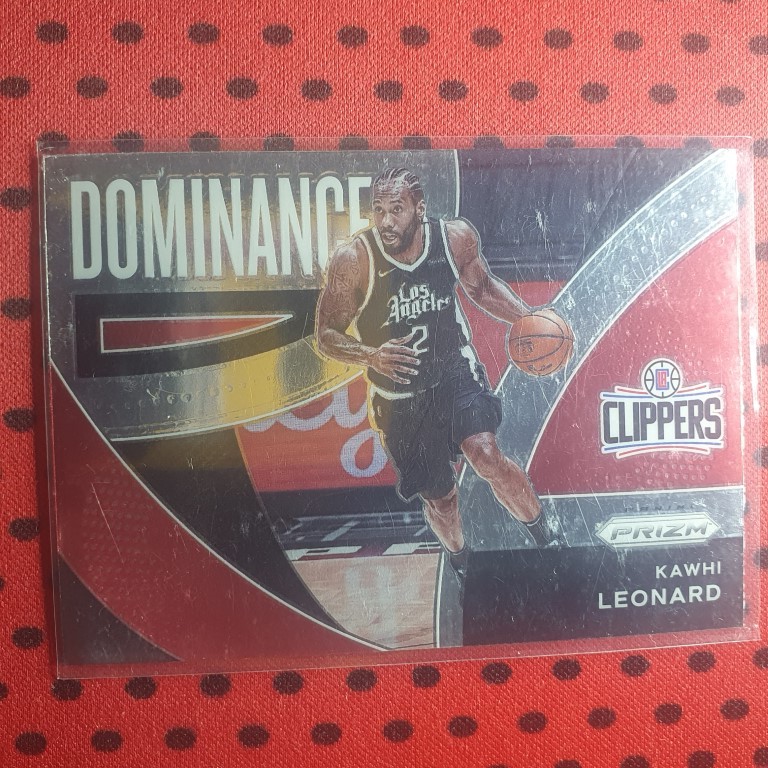 DOMINANCE
Los
Angeles
2
CLIPPERS
PRIZM
KAWHI
LEONARD